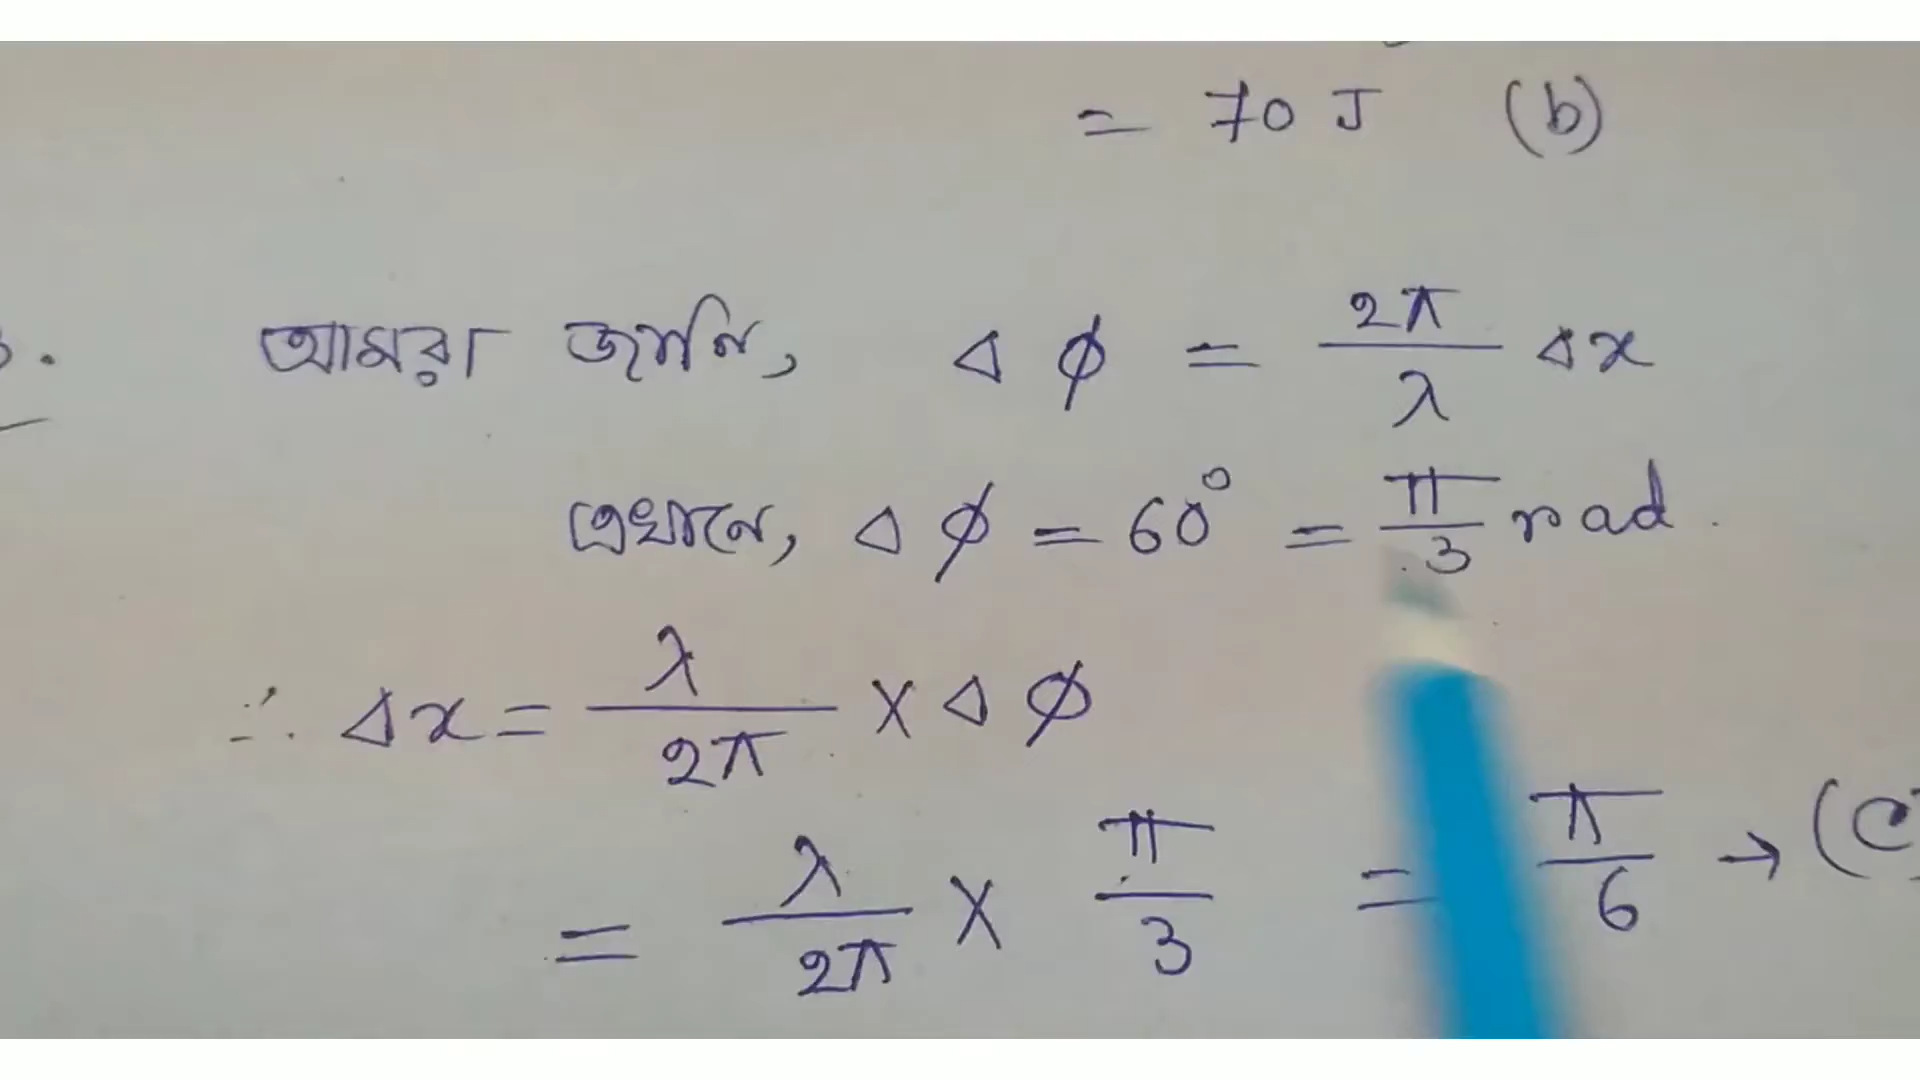 = 70 J (b)
আমরা জানি, Δφ = 2π/λ Δx
এখানে, Δφ = 60° = π/3 rad.
∴ Δx = λ/2π × Δφ
= λ/2π × π/3 = π/6 → (C)